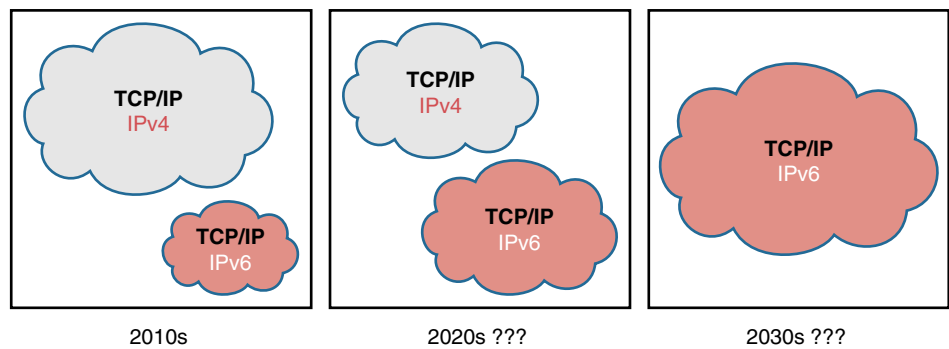 TCP/IP
IPv4
TCP/IP
IPv6
2010s
TCP/IP
IPv4
TCP/IP
IPv6
2020s ???
TCP/IP
IPv6
2030s ???